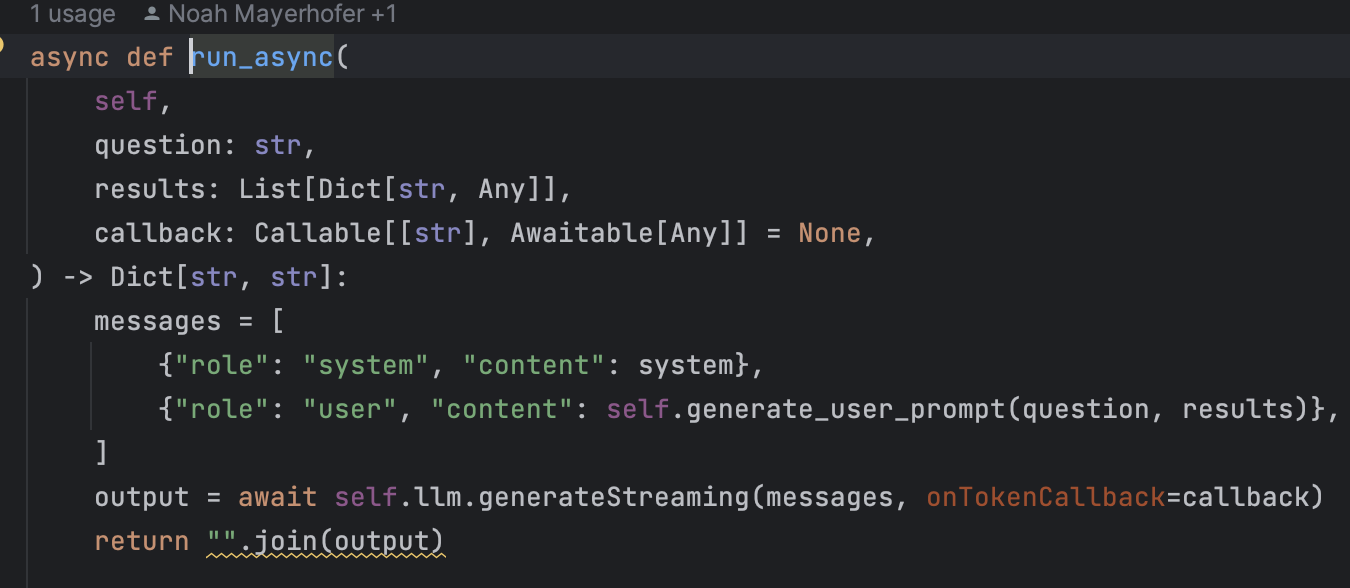 1 usage   Noah Mayerhofer +1
async def run_async(
    self,
    question: str,
    results: List[Dict[str, Any]],
    callback: Callable[[str], Awaitable[Any]] = None,
) -> Dict[str, str]:
    messages = [
        {"role": "system", "content": system},
        {"role": "user", "content": self.generate_user_prompt(question, results)},
    ]
    output = await self.llm.generateStreaming(messages, onTokenCallback=callback)
    return "".join(output)